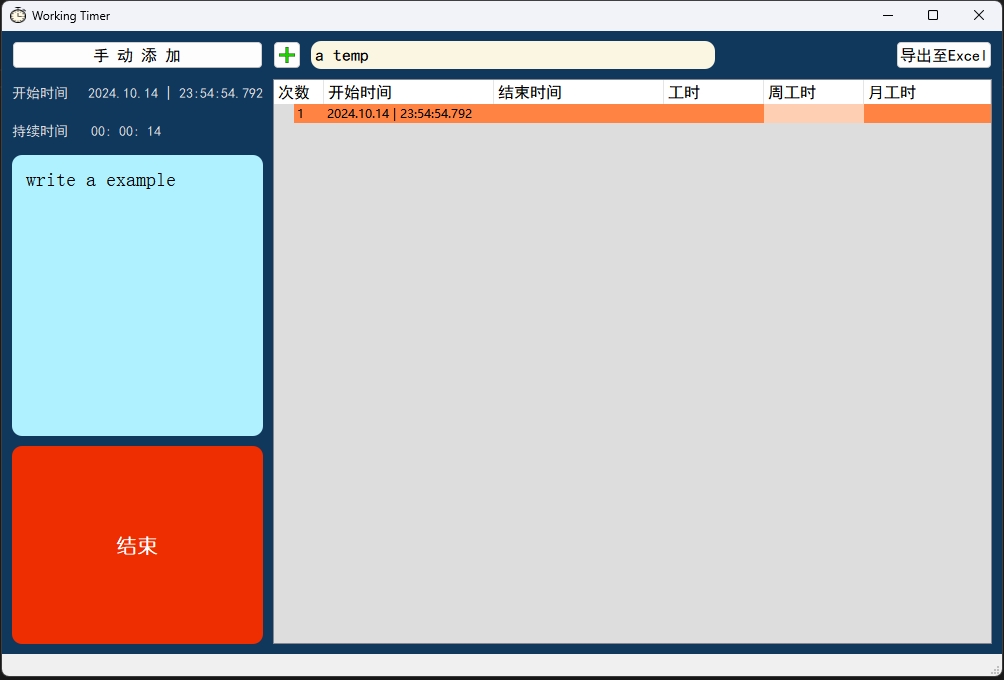 Working Timer
手 动 添 加
a temp
导出至Excel
开始时间 2024.10.14 | 23:54:54.792
持续时间 00: 00: 14
write a example
结束
次数 开始时间 结束时间 工时 周工时 月工时
1 2024.10.14 | 23:54:54.792